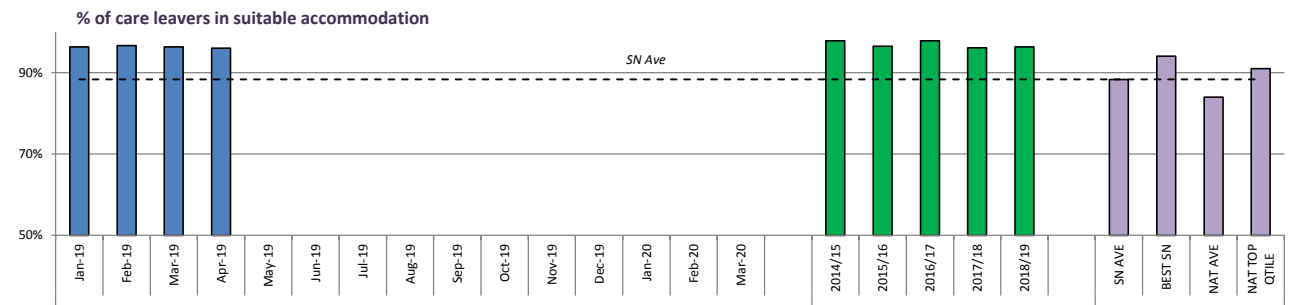 % of care leavers in suitable accommodation
SN Ave
90%
70%
50%
Jan-19
Feb-19
Mar-19
Apr-19
May-19
Jun-19
Jul-19
Aug-19
Sep-19
Oct-19
Nov-19
Dec-19
Jan-20
Feb-20
Mar-20
2014/15
2015/16
2016/17
2017/18
2018/19
SN AVE
BEST SN
NAT AVE
NAT TOP
QTILE